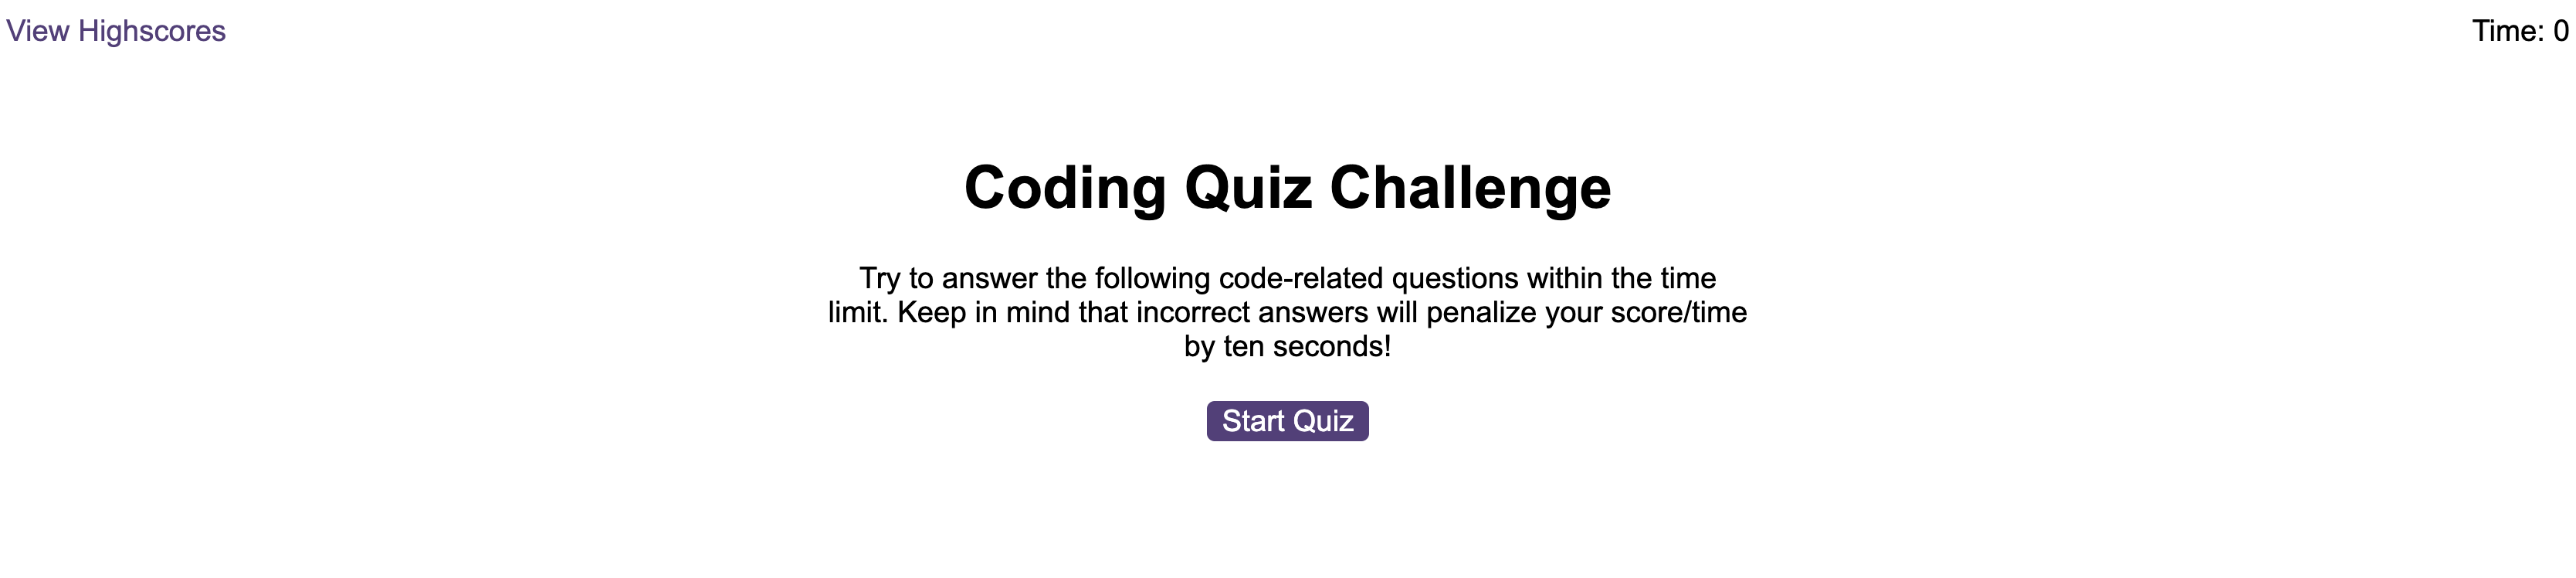 View Highscores
Time: 0
Coding Quiz Challenge
Try to answer the following code-related questions within the time
limit. Keep in mind that incorrect answers will penalize your score/time
by ten seconds!
Start Quiz